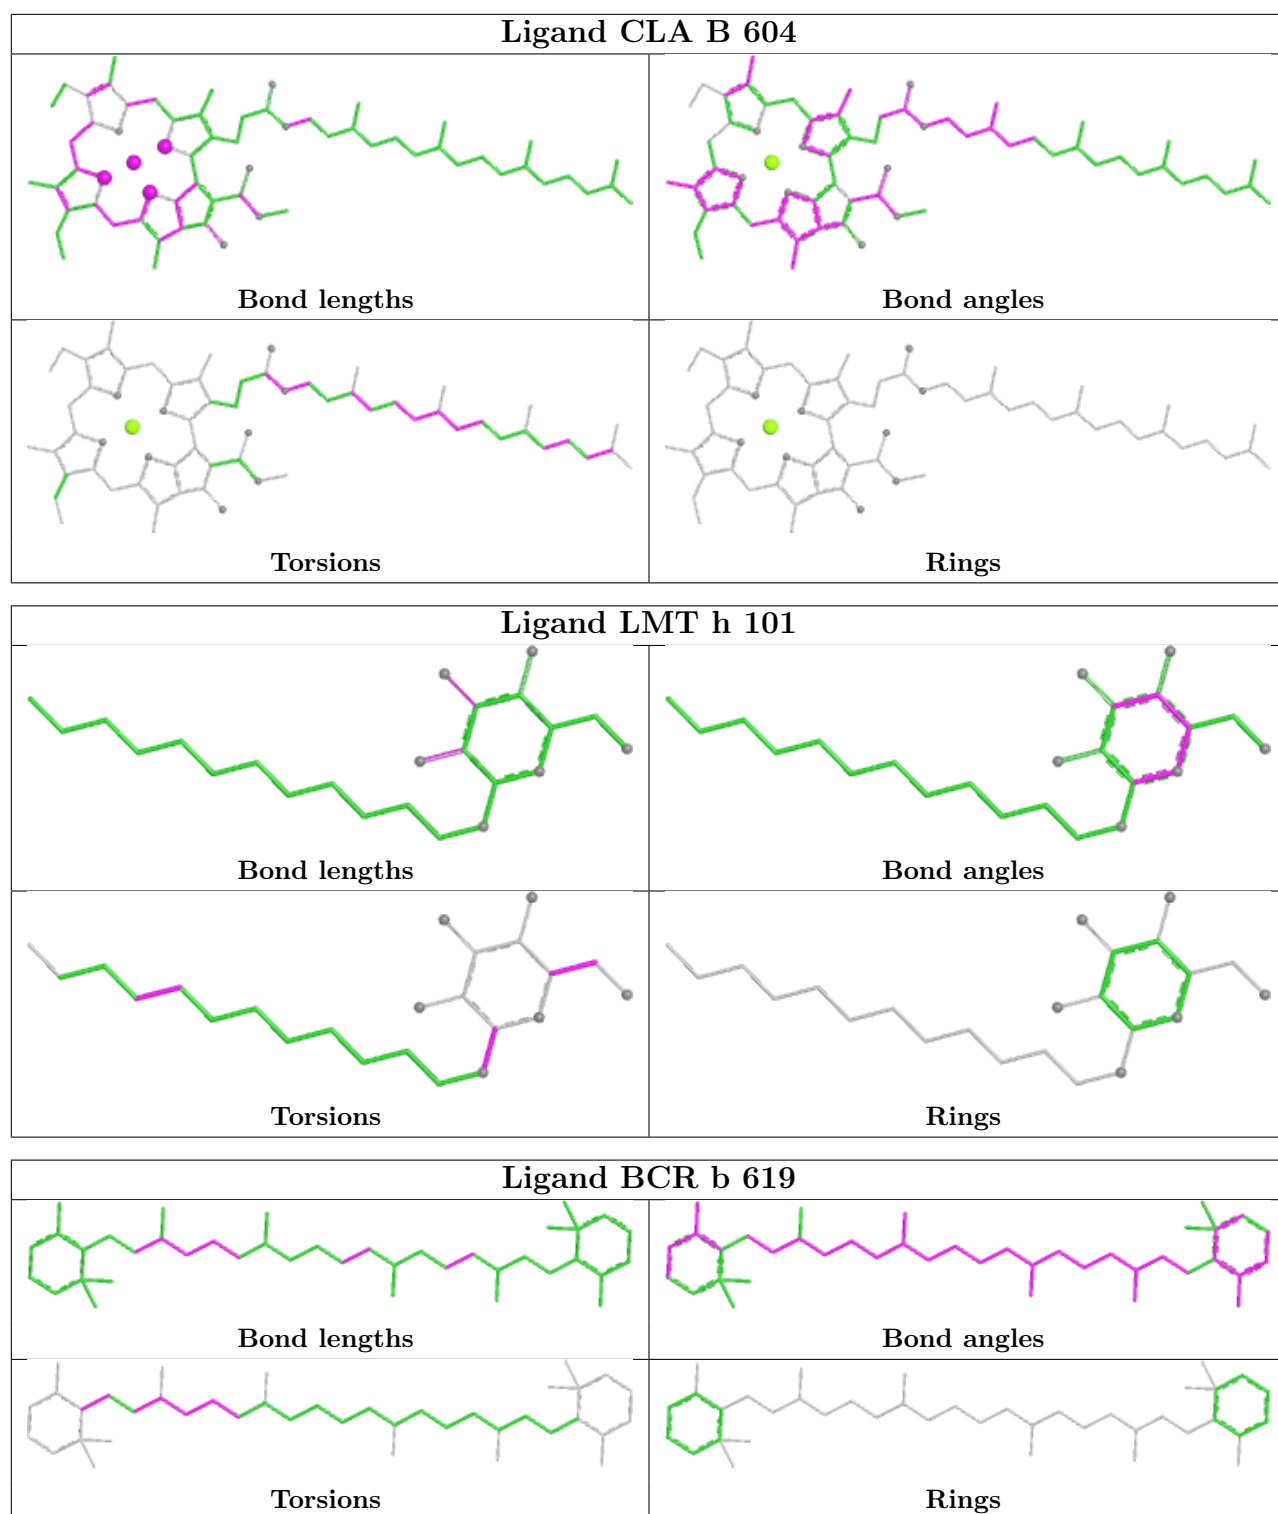 Ligand CLA B 604
Bond lengths
Bond angles
Torsions
Rings
Ligand LMT h 101
Bond lengths
Bond angles
Torsions
Rings
Ligand BCR b 619
Bond lengths
Bond angles
Torsions
Rings